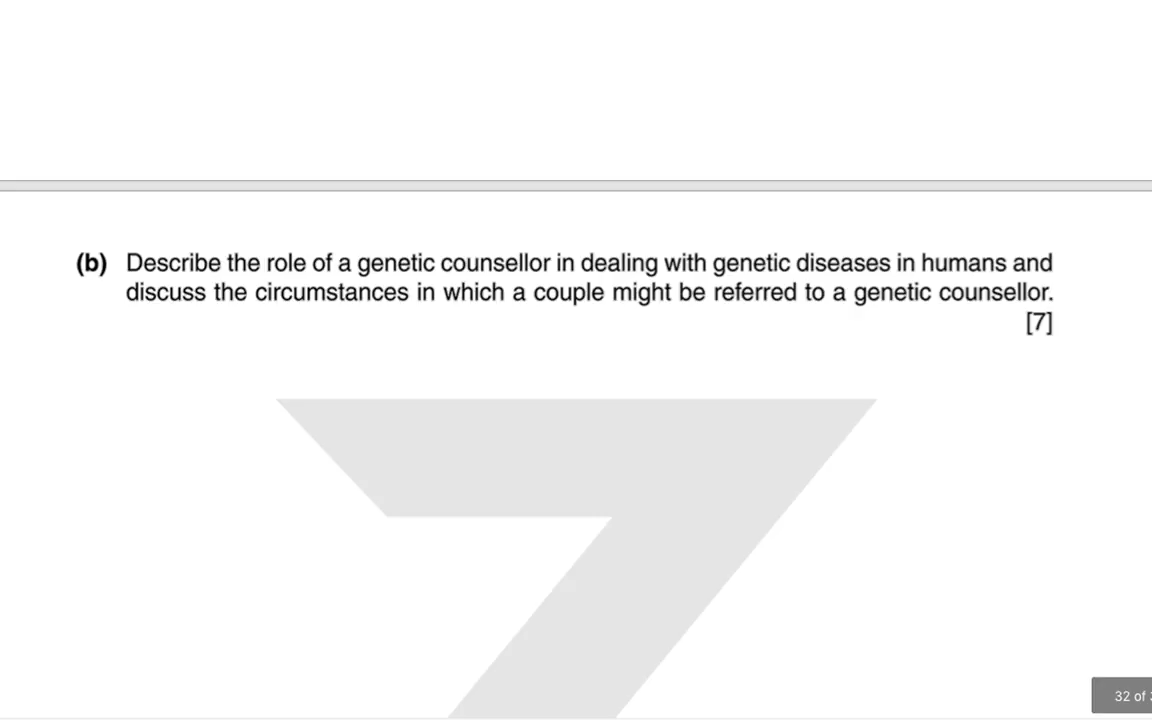 (b) Describe the role of a genetic counsellor in dealing with genetic diseases in humans and
discuss the circumstances in which a couple might be referred to a genetic counsellor.
[7]
32 of